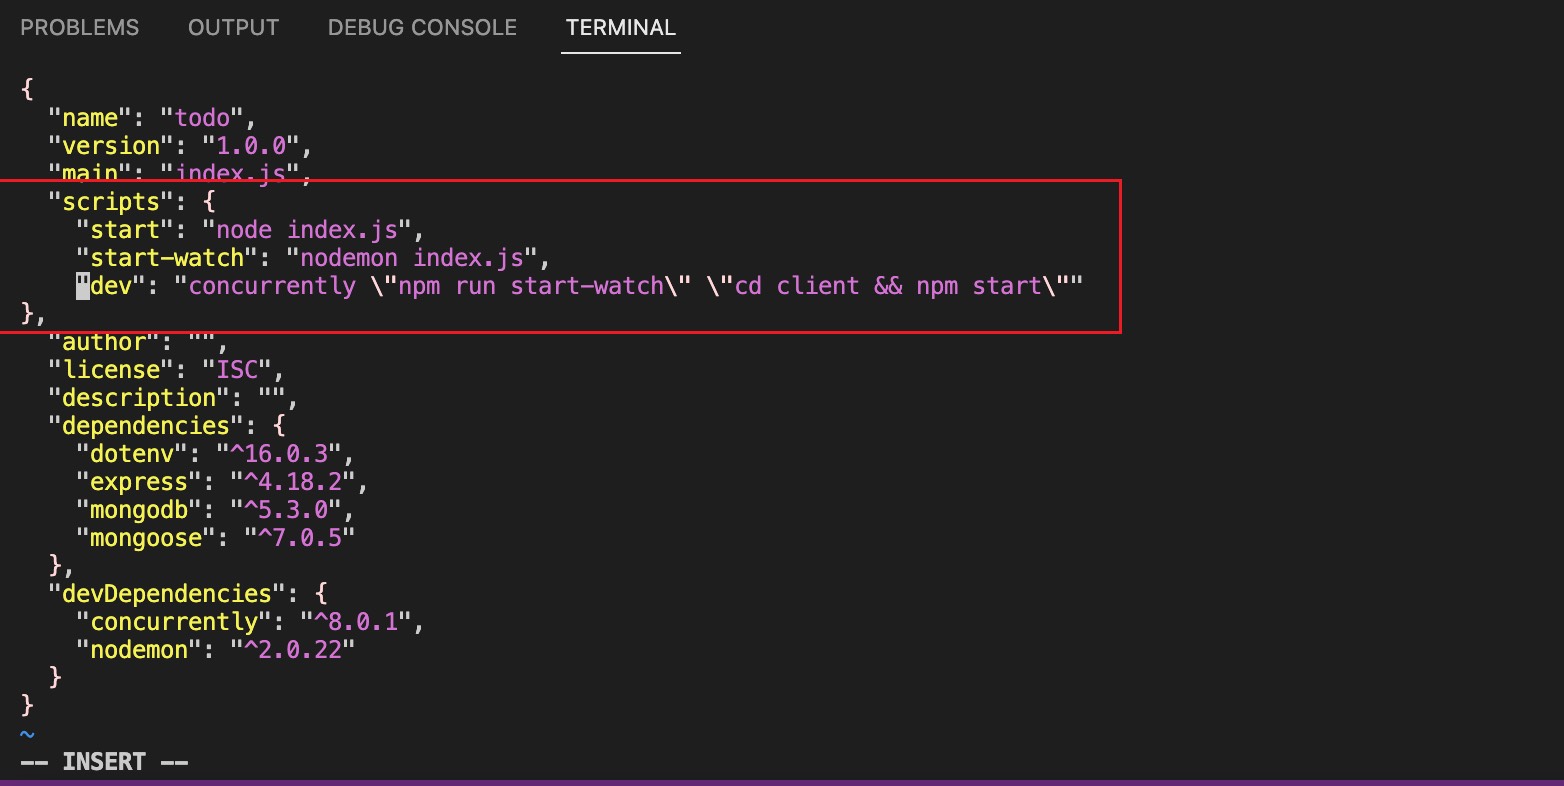 PROBLEMS OUTPUT DEBUG CONSOLE TERMINAL
{
  "name": "todo",
  "version": "1.0.0",
  "main": "index.js",
  "scripts": {
    "start": "node index.js",
    "start-watch": "nodemon index.js",
    "dev": "concurrently \"npm run start-watch\" \"cd client && npm start\""
},
  "author": "",
  "license": "ISC",
  "description": "",
  "dependencies": {
    "dotenv": "^16.0.3",
    "express": "^4.18.2",
    "mongodb": "^5.3.0",
    "mongoose": "^7.0.5"
  },
  "devDependencies": {
    "concurrently": "^8.0.1",
    "nodemon": "^2.0.22"
  }
}
~
-- INSERT --